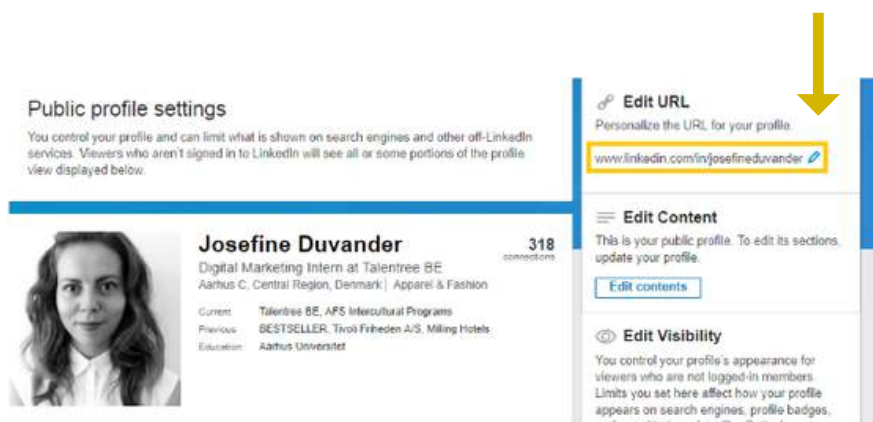 Public profile settings
You control your profile and can limit what is shown on search engines and other off-LinkedIn
services. Viewers who aren't signed in to LinkedIn will see all or some portions of the profile
view displayed below.
Josefine Duvander
318
connections
Digital Marketing Intern at Talentree BE
Aarhus C, Central Region, Denmark | Apparel & Fashion
Current Talentree BE, AFS Intercultural Programs
Previous BESTSELLER, Tivoli Friheden A/S, Milling Hotels
Education Aarhus Universitet
Edit URL
Personalize the URL for your profile.
www.linkedin.com/in/josefineduvander
Edit Content
This is your public profile. To edit its sections,
update your profile.
Edit contents
Edit Visibility
You control your profile's appearance for
viewers who are not logged-in members.
Limits you set here affect how your profile
appears on search engines, profile badges,